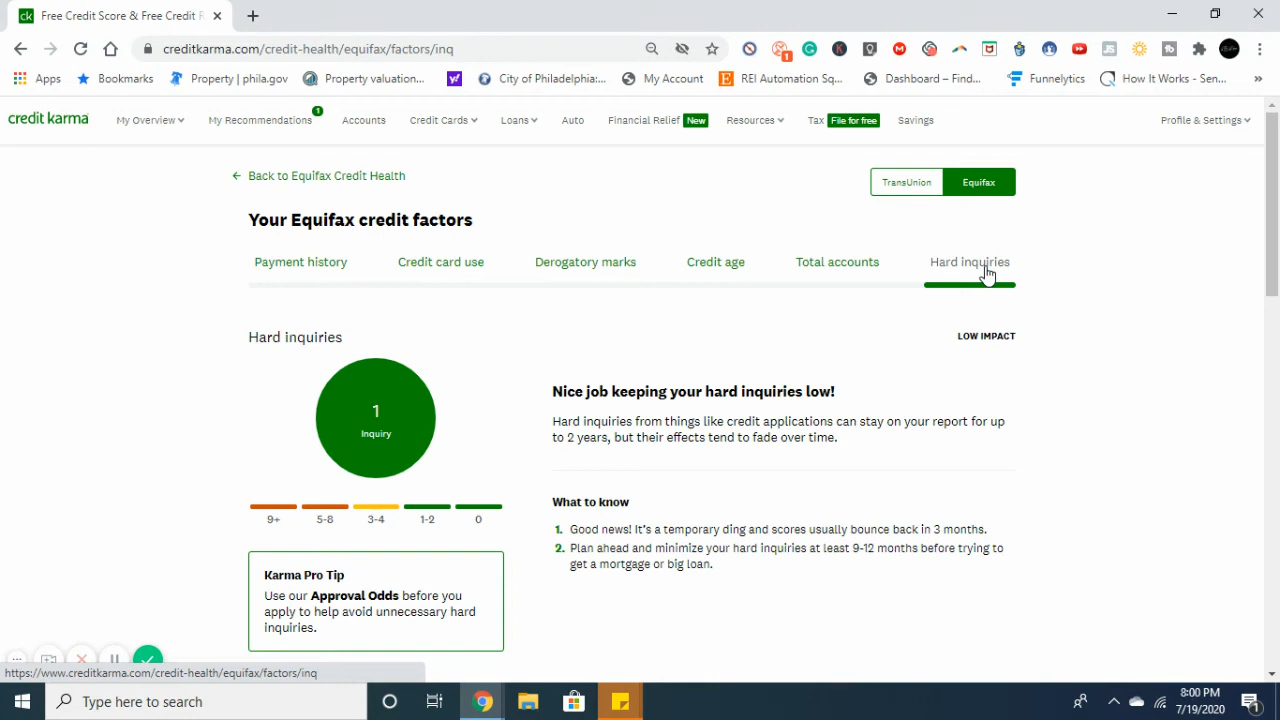 ck Free Credit Score & Free Credit R
creditkarma.com/credit-health/equifax/factors/inq
1
Apps Bookmarks Property | phila.gov Property valuation... City of Philadelphia:... My Account REI Automation Sq... Dashboard – Find... Funnelytics How It Works - Sen... »
credit karma My Overview My Recommendations 1 Accounts Credit Cards Loans Auto Financial Relief New Resources Tax File for free Savings Profile & Settings
← Back to Equifax Credit Health
TransUnion Equifax
Your Equifax credit factors
Payment history Credit card use Derogatory marks Credit age Total accounts Hard inquiries
Hard inquiries
LOW IMPACT
1
Inquiry
9+ 5-8 3-4 1-2 0
Nice job keeping your hard inquiries low!
Hard inquiries from things like credit applications can stay on your report for up
to 2 years, but their effects tend to fade over time.
What to know
1. Good news! It's a temporary ding and scores usually bounce back in 3 months.
2. Plan ahead and minimize your hard inquiries at least 9-12 months before trying to
get a mortgage or big loan.
Karma Pro Tip
Use our Approval Odds before you
apply to help avoid unnecessary hard
inquiries.
https://www.creditkarma.com/credit-health/equifax/factors/inq
Type here to search
8:00 PM
7/19/2020
1